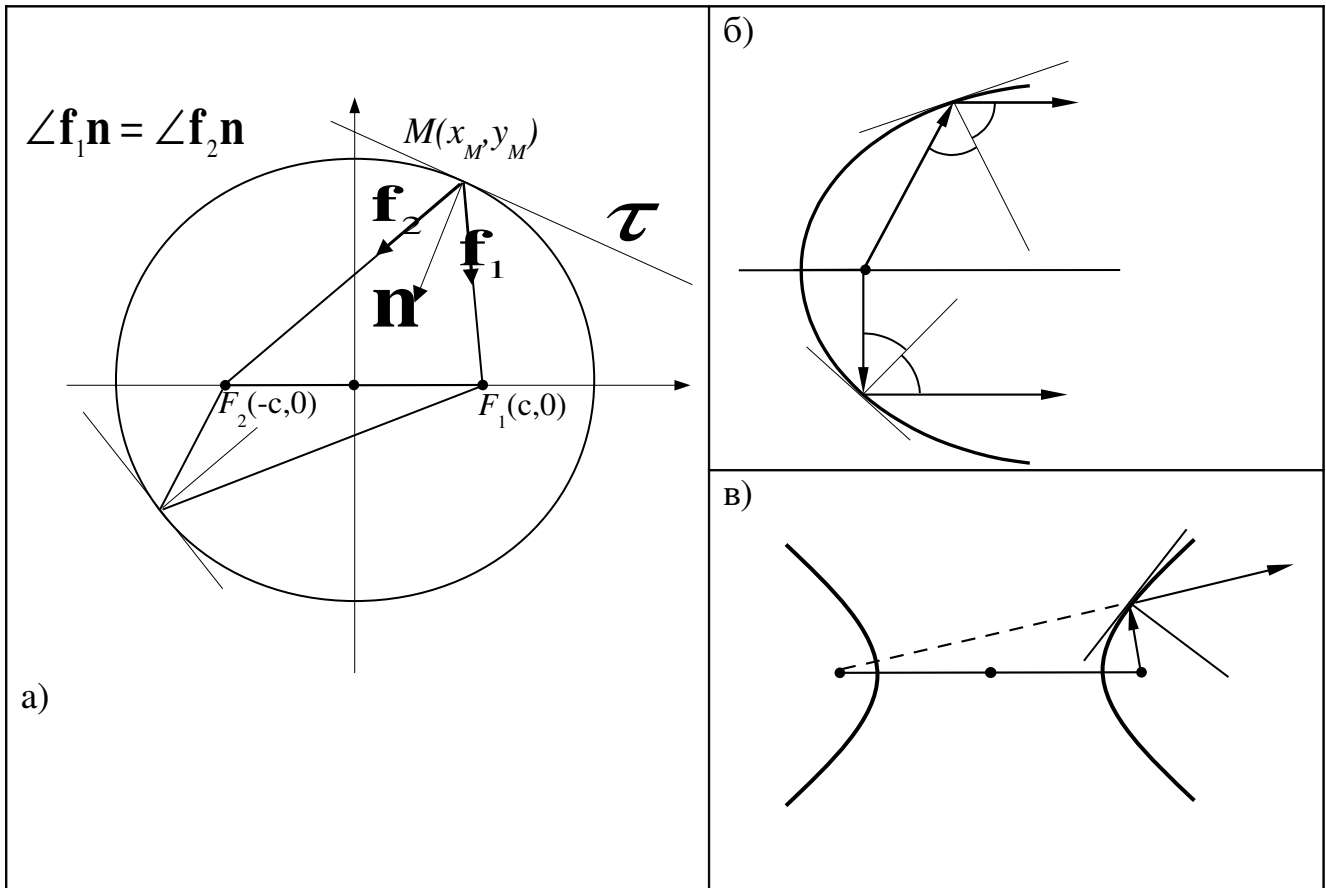 ∠f₁n = ∠f₂n
M(x_M,y_M)
f₂
f₁
n
τ
F₂(-c,0)
F₁(c,0)
а)
б)
в)